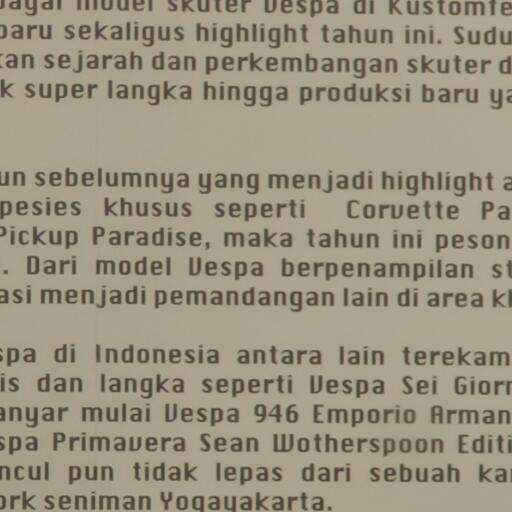 bagai model skuter Vespa di Kustomfe
baru sekaligus highlight tahun ini. Sudu
kan sejarah dan perkembangan skuter d
k super langka hingga produksi baru ya
un sebelumnya yang menjadi highlight a
pesies khusus seperti Corvette Pa
Pickup Paradise, maka tahun ini peson
. Dari model Vespa berpenampilan st
asi menjadi pemandangan lain di area kh
spa di Indonesia antara lain terekam
is dan langka seperti Vespa Sei Giorn
anyar mulai Vespa 946 Emporio Arman
spa Primavera Sean Wotherspoon Editi
ncul pun tidak lepas dari sebuah kar
ork seniman Yogayakarta.